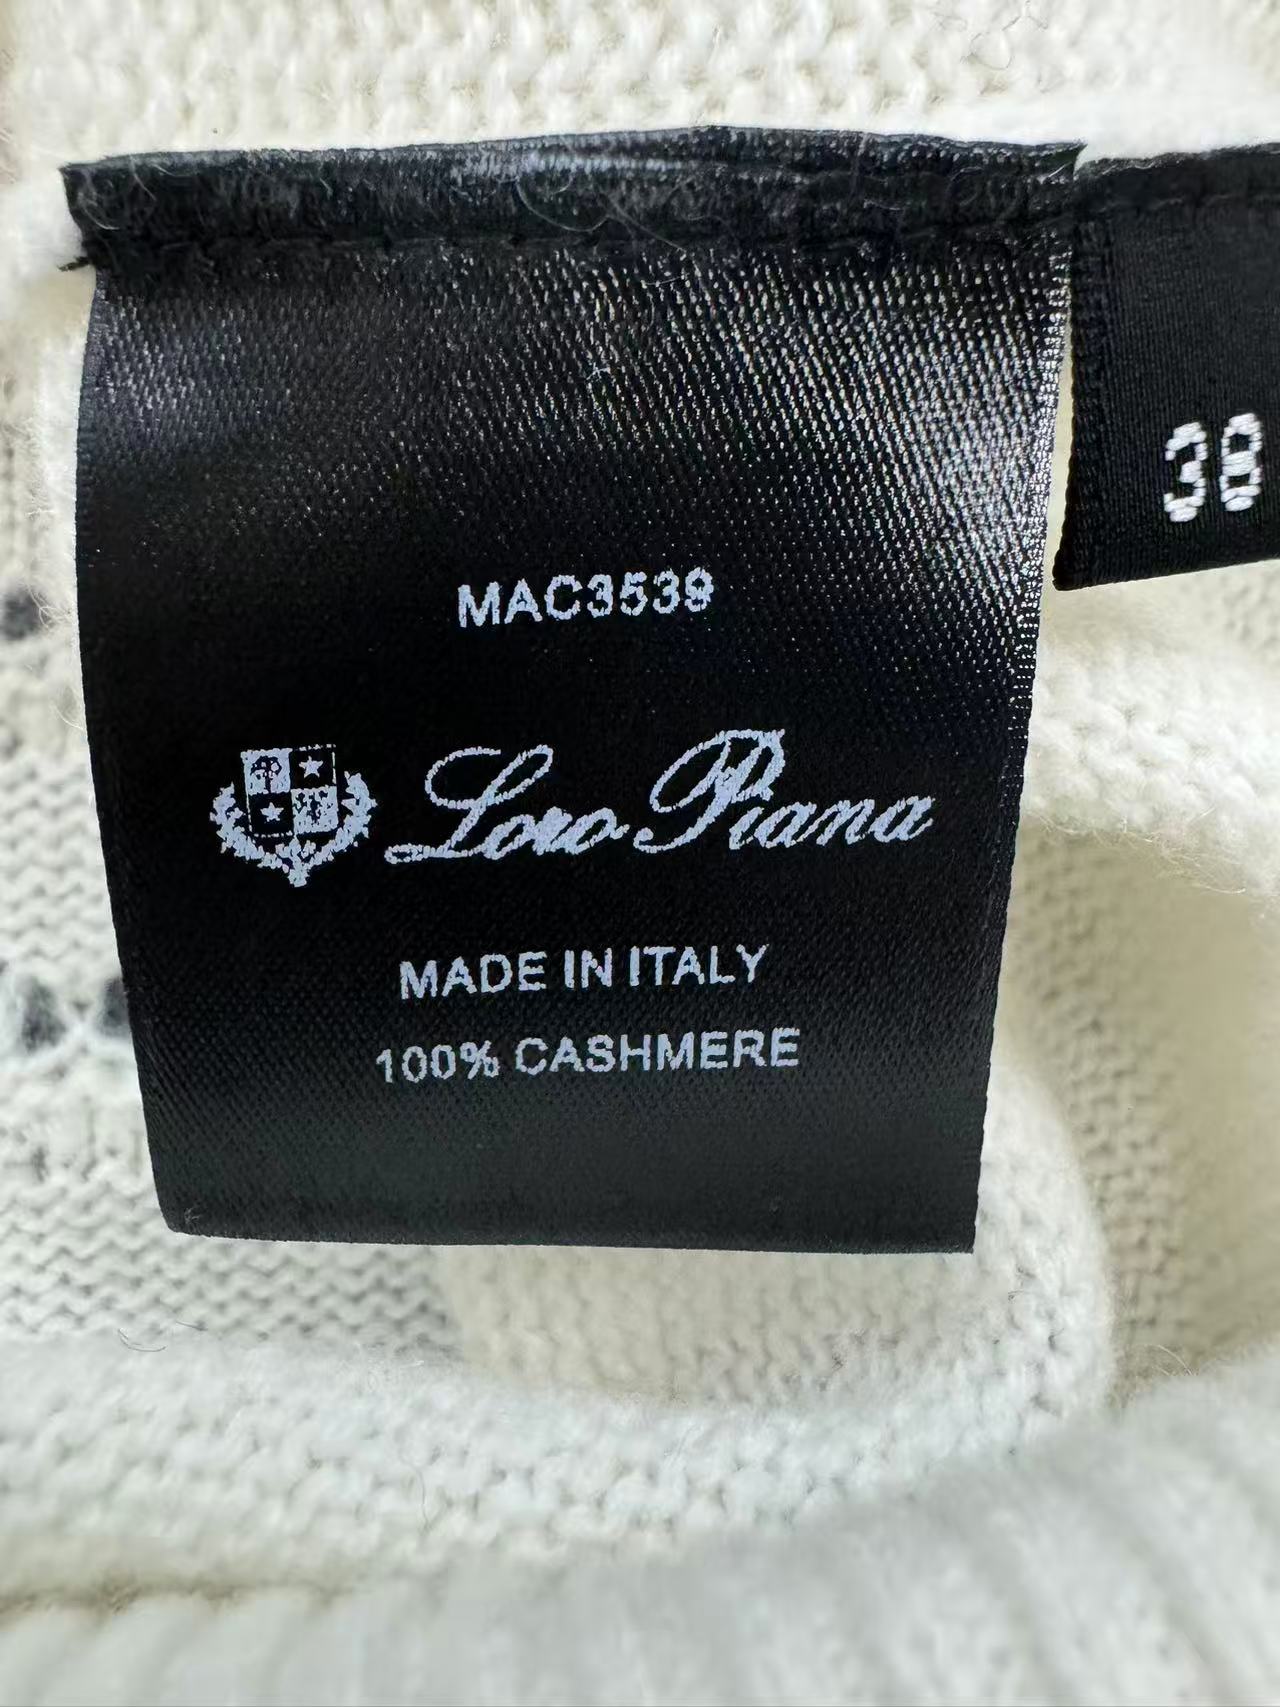 38
MAC3539
Loro Piana
MADE IN ITALY
100% CASHMERE